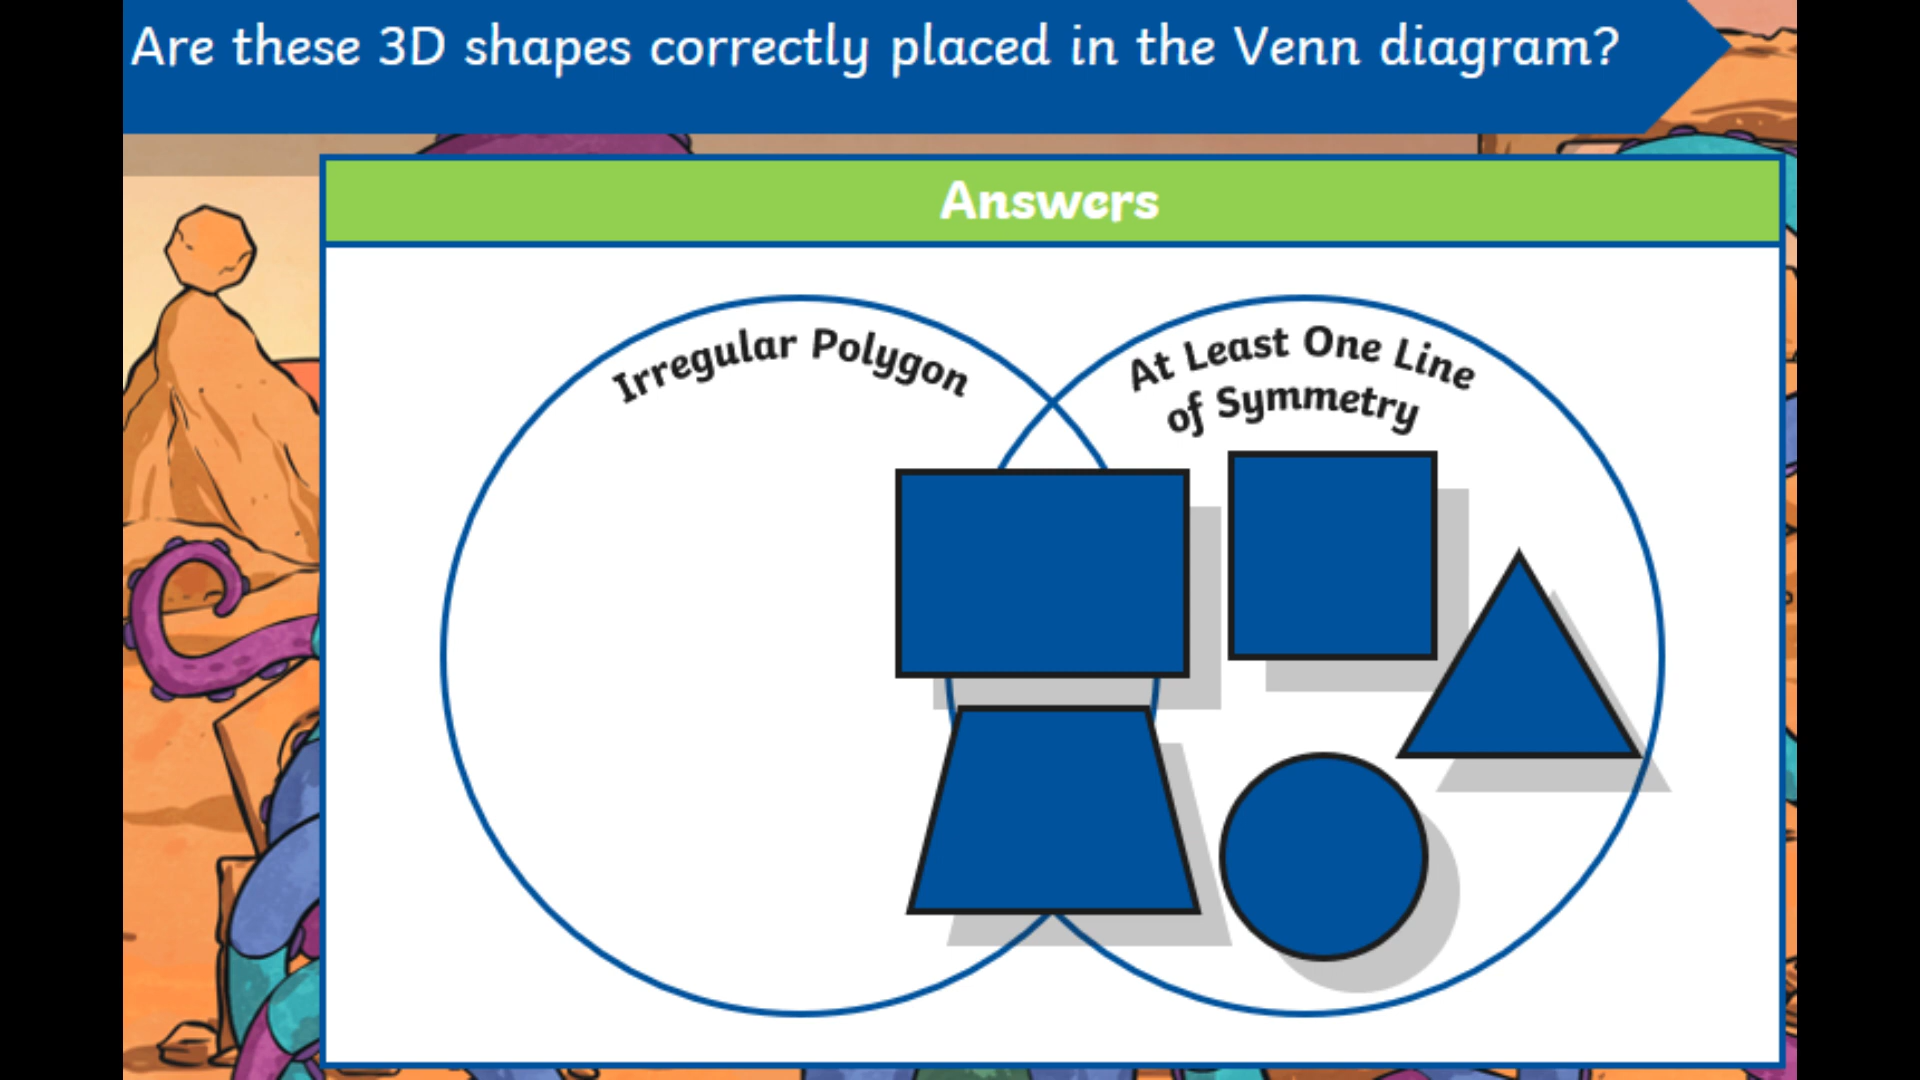 Are these 3D shapes correctly placed in the Venn diagram?
Answers
Irregular Polygon
At Least One Line
of Symmetry